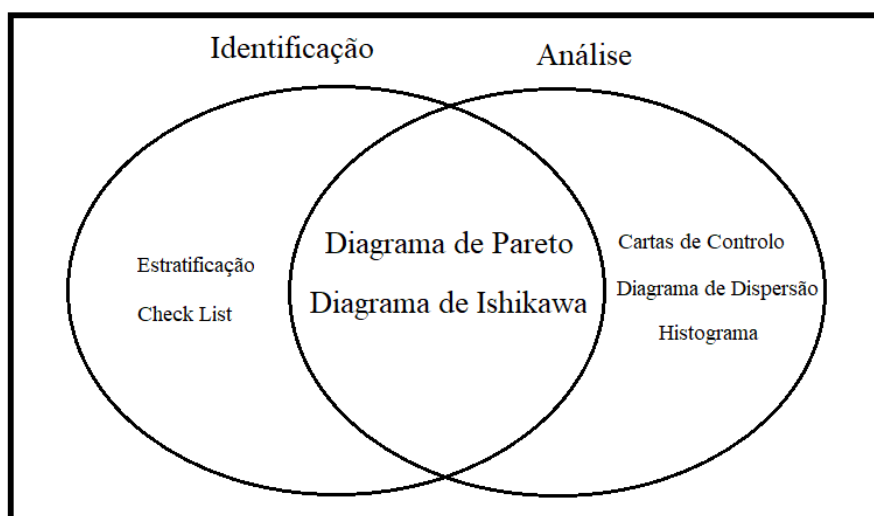 Identificação
Análise
Estratificação
Check List
Diagrama de Pareto
Diagrama de Ishikawa
Cartas de Controlo
Diagrama de Dispersão
Histograma